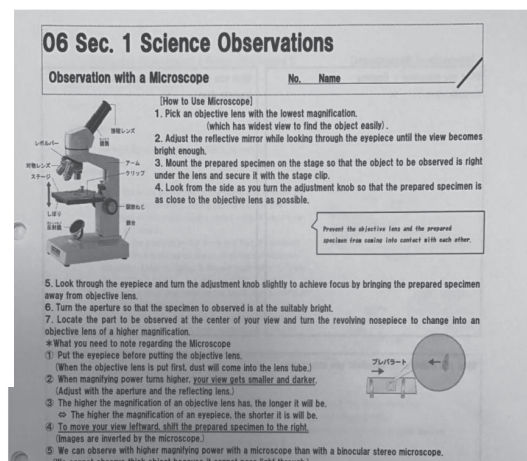 06 Sec. 1 Science Observations
Observation with a Microscope
No. Name
[How to Use Microscope]
1. Pick an objective lens with the lowest magnification.
(which has widest view to find the object easily) .
2. Adjust the reflective mirror while looking through the eyepiece until the view becomes
bright enough.
3. Mount the prepared specimen on the stage so that the object to be observed is right
under the lens and secure it with the stage clip.
4. Look from the side as you turn the adjustment knob so that the prepared specimen is
as close to the objective lens as possible.
接眼レンズ
鏡筒
レボルバー
対物レンズ
ステージ
アーム
クリップ
しぼり
調節ねじ
反射鏡
鏡台
Prevent the objective lens and the prepared
specimen from coming into contact with each other.
5. Look through the eyepiece and turn the adjustment knob slightly to achieve focus by bringing the prepared specimen
away from objective lens.
6. Turn the aperture so that the specimen to observed is at the suitably bright.
7. Locate the part to be observed at the center of your view and turn the revolving nosepiece to change into an
objective lens of a higher magnification.
＊What you need to note regarding the Microscope
① Put the eyepiece before putting the objective lens.
(When the objective lens is put first, dust will come into the lens tube.)
② When magnifying power turns higher, your view gets smaller and darker.
(Adjust with the aperture and the reflecting lens.)
③ The higher the magnification of an objective lens has, the longer it will be.
⇔ The higher the magnification of an eyepiece, the shorter it is will be.
④ To move your view leftward, shift the prepared specimen to the right.
(Images are inverted by the microscope.)
プレパラート
⑤ We can observe with higher magnifying power with a microscope than with a binocular stereo microscope.